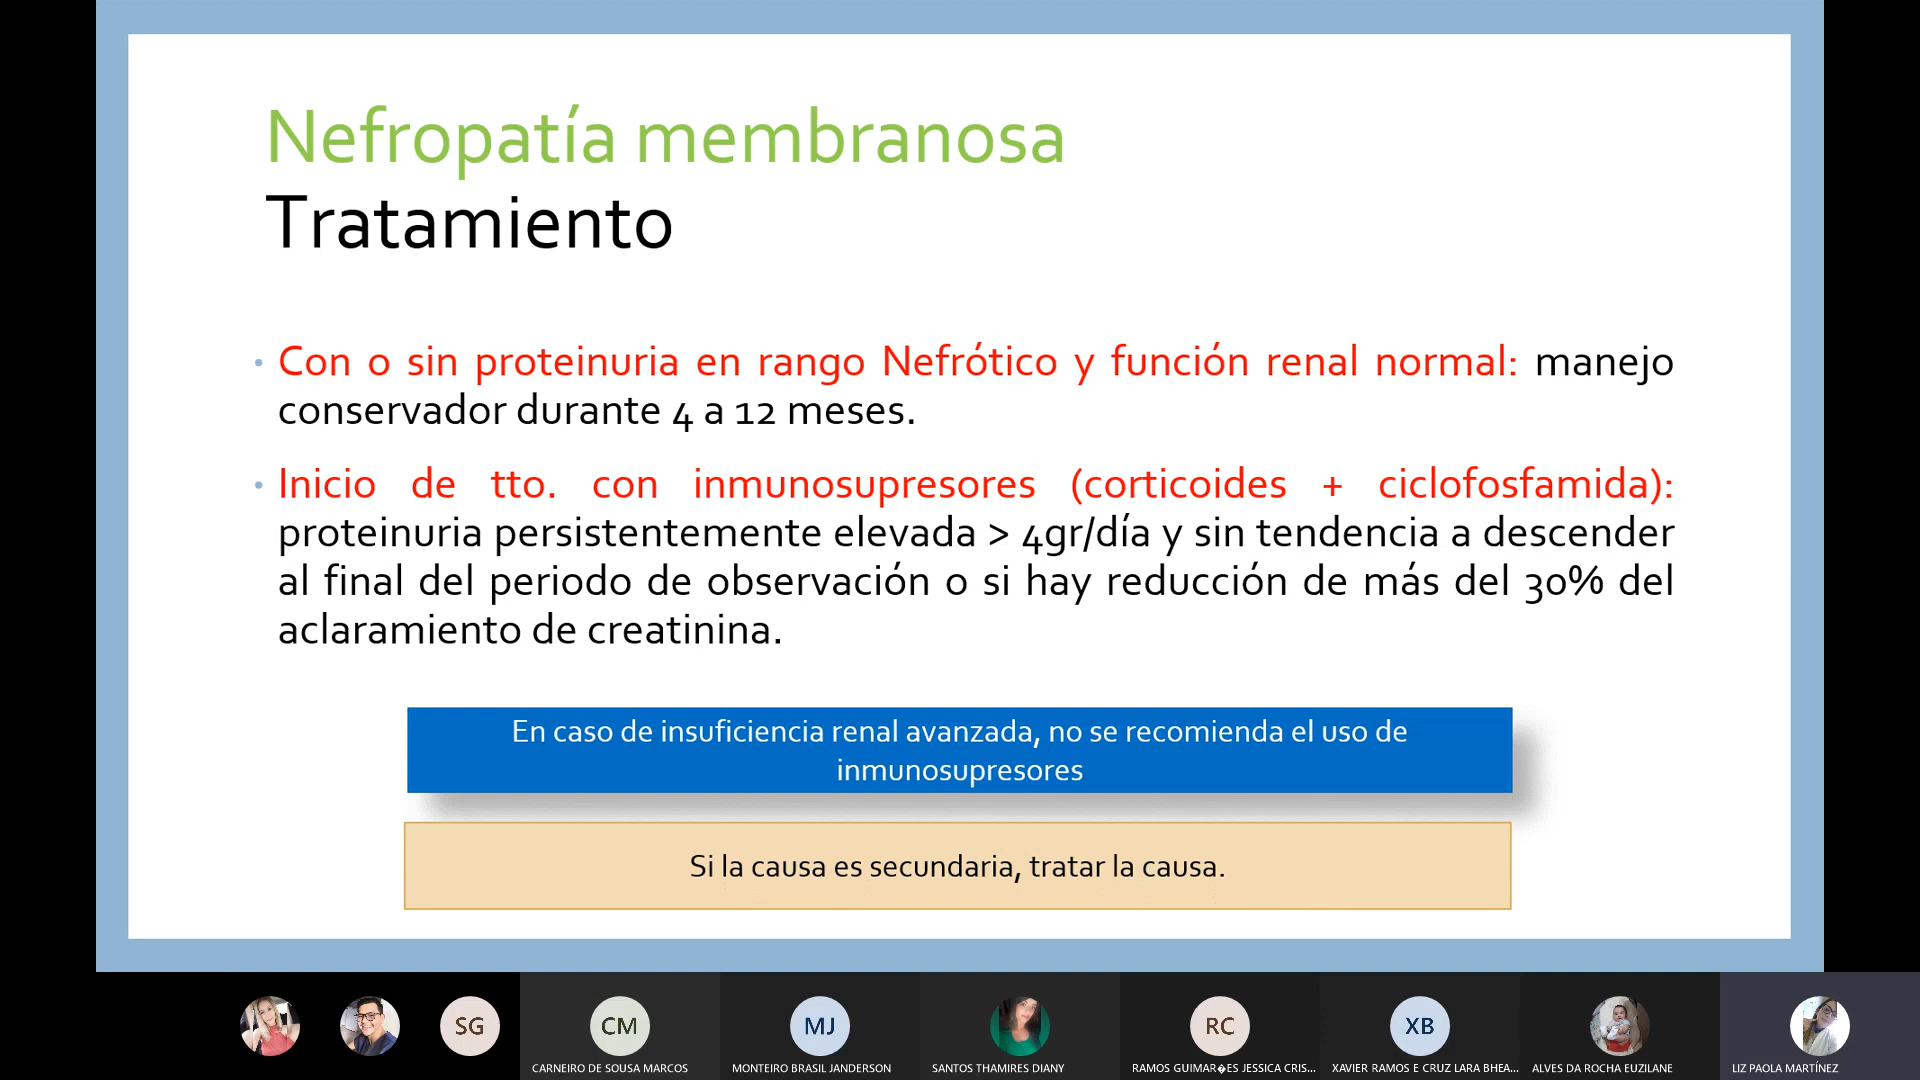 Nefropatía membranosa
Tratamiento
• Con o sin proteinuria en rango Nefrótico y función renal normal: manejo
conservador durante 4 a 12 meses.
• Inicio de tto. con inmunosupresores (corticoides + ciclofosfamida):
proteinuria persistentemente elevada > 4gr/día y sin tendencia a descender
al final del periodo de observación o si hay reducción de más del 30% del
aclaramiento de creatinina.
En caso de insuficiencia renal avanzada, no se recomienda el uso de
inmunosupresores
Si la causa es secundaria, tratar la causa.
SG
CM
MJ
RC
XB
CARNEIRO DE SOUSA MARCOS
MONTEIRO BRASIL JANDERSON
SANTOS THAMIRES DIANY
RAMOS GUIMAR�ES JESSICA CRIS...
XAVIER RAMOS E CRUZ LARA BHEA...
ALVES DA ROCHA EUZILANE
LIZ PAOLA MARTÍNEZ